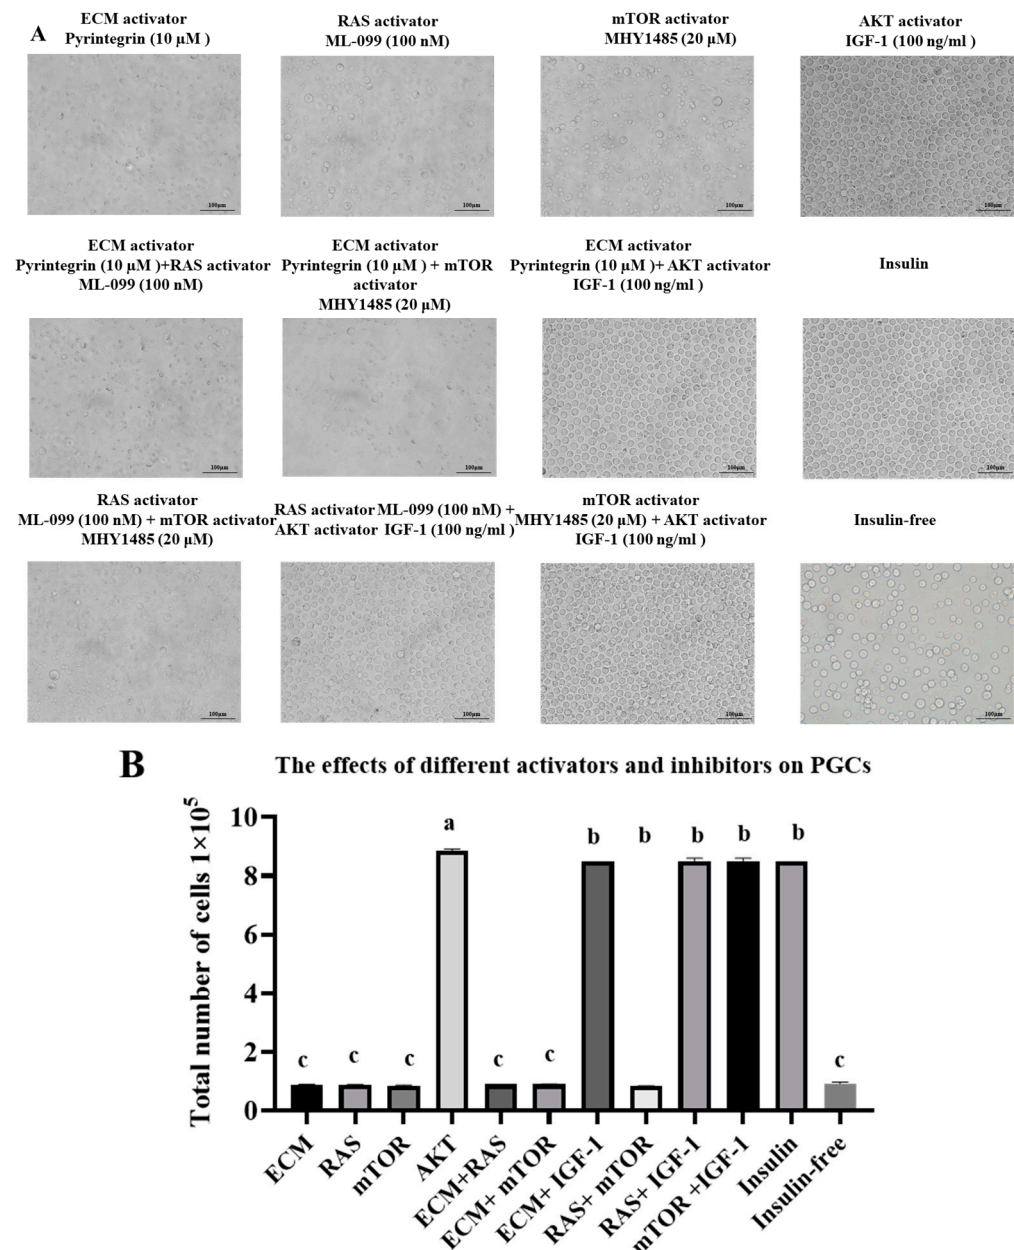 A
ECM activator
Pyrintegrin (10 μM )
RAS activator
ML-099 (100 nM)
mTOR activator
MHY1485 (20 μM)
AKT activator
IGF-1 (100 ng/ml )
100μm
100μm
100μm
100μm
ECM activator
Pyrintegrin (10 μM )+RAS activator
ML-099 (100 nM)
ECM activator
Pyrintegrin (10 μM ) + mTOR
activator
MHY1485 (20 μM)
ECM activator
Pyrintegrin (10 μM )+ AKT activator
IGF-1 (100 ng/ml )
Insulin
100μm
100μm
100μm
100μm
RAS activator
ML-099 (100 nM) + mTOR activator
MHY1485 (20 μM)
RAS activator ML-099 (100 nM) +
AKT activator IGF-1 (100 ng/ml )
mTOR activator
MHY1485 (20 μM) + AKT activator
IGF-1 (100 ng/ml )
Insulin-free
100μm
100μm
100μm
100μm
B
The effects of different activators and inhibitors on PGCs
Total number of cells 1×10⁵
10
8
6
4
2
0
c
c
c
a
c
c
b
b
b
b
b
c
ECM
RAS
mTOR
AKT
ECM+RAS
ECM+ mTOR
ECM+ IGF-1
RAS+ mTOR
RAS+ IGF-1
mTOR +IGF-1
Insulin
Insulin-free